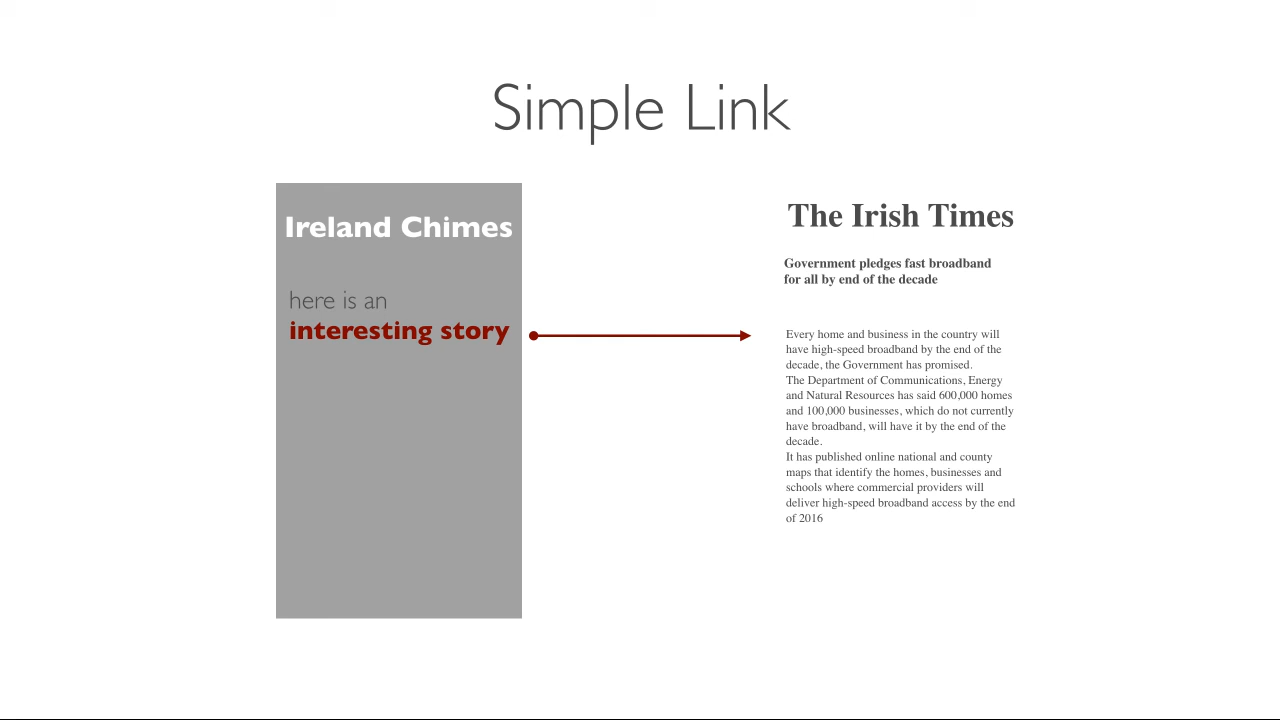 Simple Link
Ireland Chimes
here is an
interesting story
The Irish Times
Government pledges fast broadband
for all by end of the decade
Every home and business in the country will
have high-speed broadband by the end of the
decade, the Government has promised.
The Department of Communications, Energy
and Natural Resources has said 600,000 homes
and 100,000 businesses, which do not currently
have broadband, will have it by the end of the
decade.
It has published online national and county
maps that identify the homes, businesses and
schools where commercial providers will
deliver high-speed broadband access by the end
of 2016